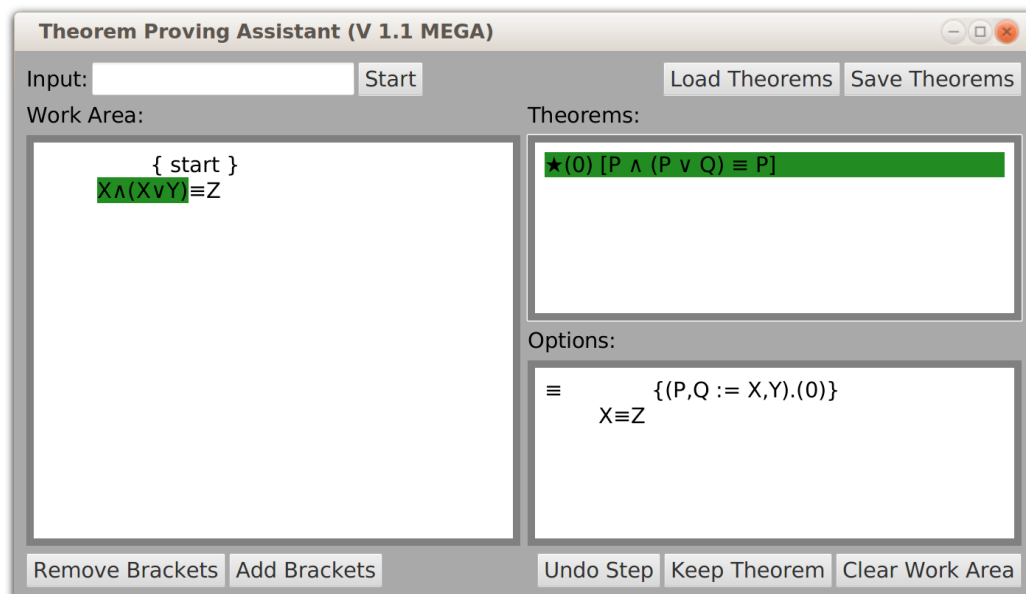 Theorem Proving Assistant (V 1.1 MEGA)
Input: Start Load Theorems Save Theorems
Work Area:
{ start }
X∧(X∨Y)≡Z
Theorems:
★(0) [P ∧ (P ∨ Q) ≡ P]
Options:
≡ {(P,Q := X,Y).(0)}
X≡Z
Remove Brackets Add Brackets Undo Step Keep Theorem Clear Work Area